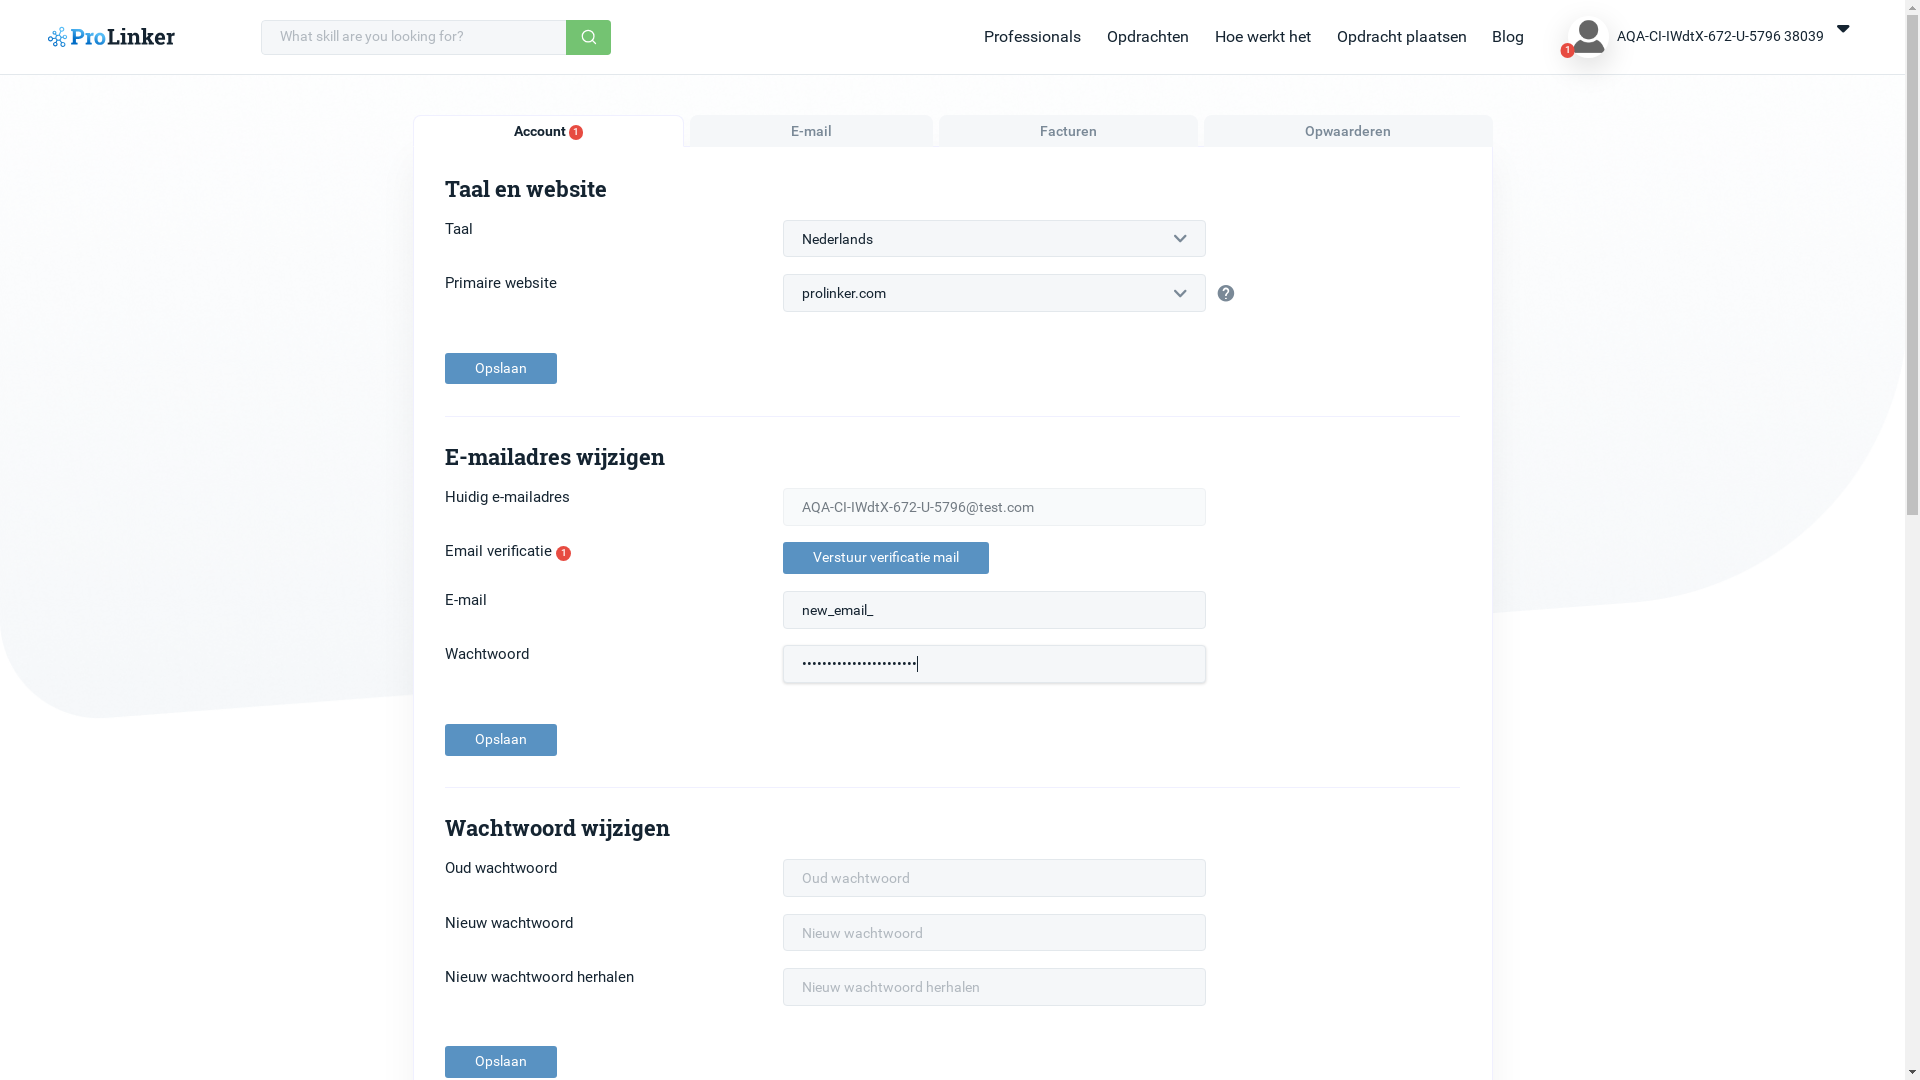 ProLinker
What skill are you looking for?
Professionals
Opdrachten
Hoe werkt het
Opdracht plaatsen
Blog
1
AQA-CI-IWdtX-672-U-5796 38039
Account 1
E-mail
Facturen
Opwaarderen
Taal en website
Taal
Nederlands
Primaire website
prolinker.com
?
Opslaan
E-mailadres wijzigen
Huidig e-mailadres
AQA-CI-IWdtX-672-U-5796@test.com
Email verificatie 1
Verstuur verificatie mail
E-mail
new_email_
Wachtwoord
•••••••••••••••••••••••
Opslaan
Wachtwoord wijzigen
Oud wachtwoord
Oud wachtwoord
Nieuw wachtwoord
Nieuw wachtwoord
Nieuw wachtwoord herhalen
Nieuw wachtwoord herhalen
Opslaan